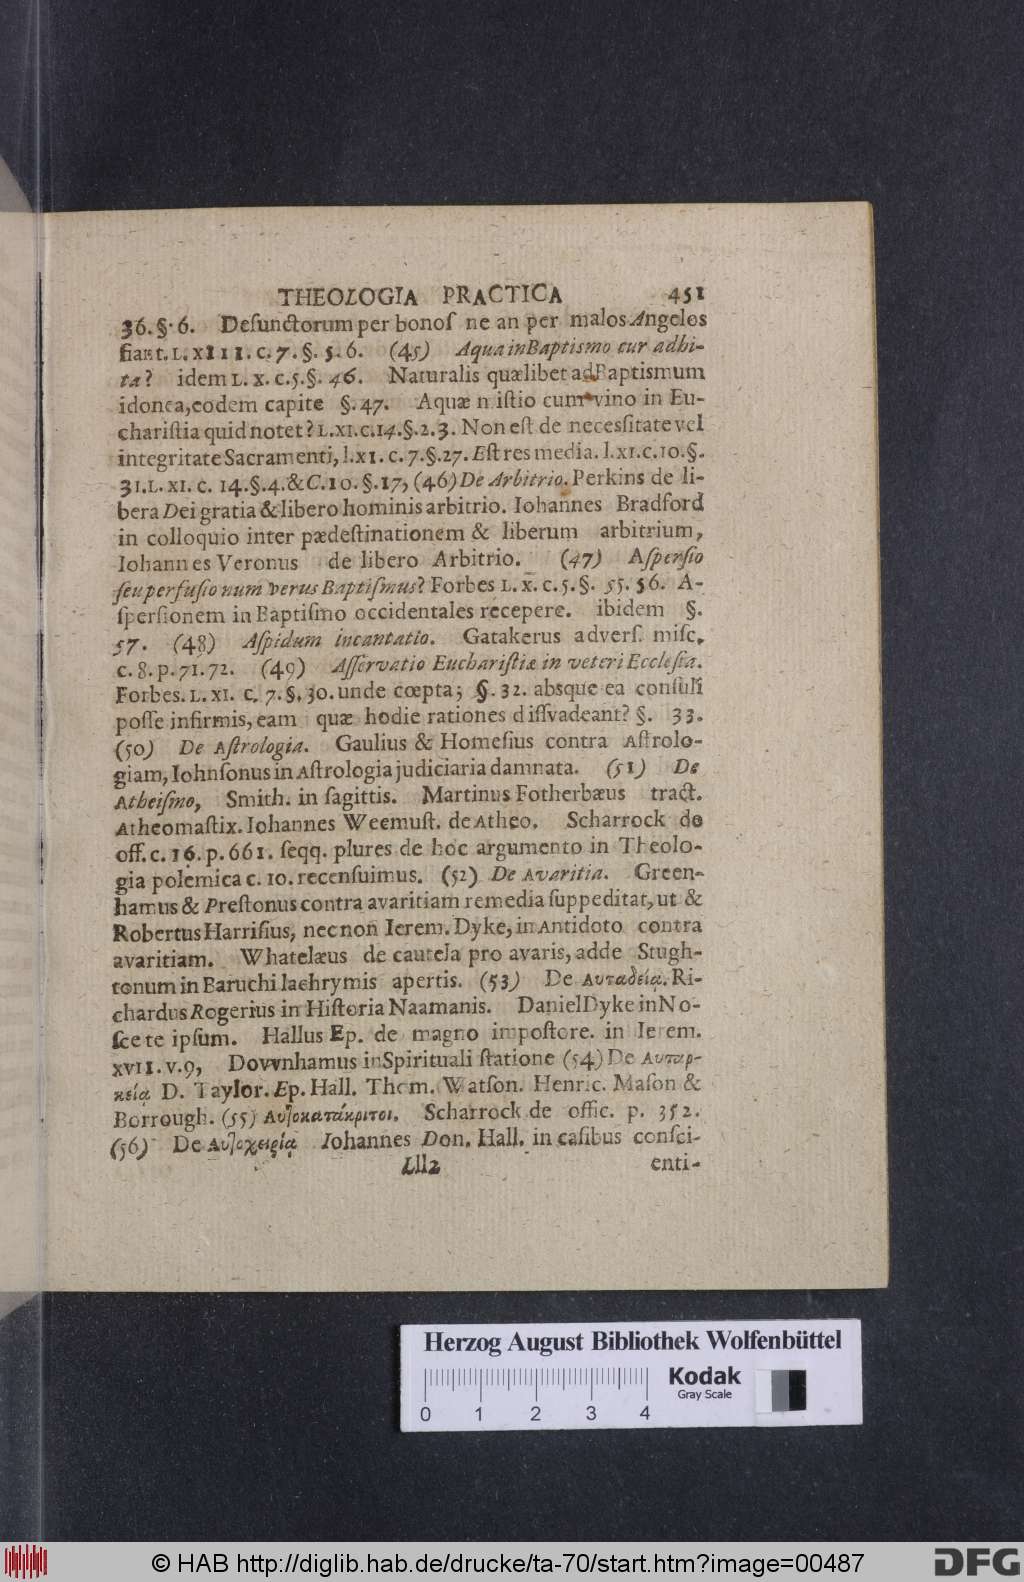 THEOLOGIA PRACTICA 451
36. §. 6. Defunctorum per bonoſ ne an per malos Angelos
fiant. L. XIII. c. 7. §. 5. 6. (45) Aqua in Baptismo cur adhi-
ta? idem L. X. c. 5. §. 46. Naturalis quælibet ad Baptismum
idonea, eodem capite §. 47. Aquæ miſtio cum vino in Eu-
chariſtia quid notet? L. XI. c. 14. §. 2. 3. Non eſt de neceſſitate vel
integritate Sacramenti, l. XI. c. 7. §. 27. Eſt res media. l. XI. c. 10. §.
31. L. XI. c. 14. §. 4. & C. 10. §. 17, (46) De Arbitrio. Perkins de li-
bera Dei gratia & libero hominis arbitrio. Iohannes Bradford
in colloquio inter pædeſtinationem & liberum arbitrium,
Iohannes Veronus de libero Arbitrio. (47) Aſperſio
ſeu perfuſio num verus Baptiſmus? Forbes L. X. c. 5. §. 55. 56. A-
ſperſionem in Baptiſmo occidentales recepere. ibidem §.
57. (48) Aſpidum incantatio. Gatakerus adverſ. miſc.
c. 8. p. 71. 72. (49) Aſſervatio Euchariſtiæ in veteri Eccleſia.
Forbes. L. XI. C. 7. §. 30. unde cœpta; §. 32. absque ea conſuli
poſſe infirmis, eam quæ hodie rationes diſſvadeant? §. 33.
(50) De Aſtrologia. Gaulius & Homeſius contra Aſtrolo-
giam, Iohnſonus in Aſtrologia judiciaria damnata. (51) De
Atheiſmo, Smith. in ſagittis. Martinus Fotherbæus tract.
Atheomaſtix. Iohannes Weemuſt. de Atheo. Scharrock de
off. c. 16. p. 661. ſeqq. plures de hoc argumento in Theolo-
gia polemica c. 10. recenſuimus. (52) De Avaritia. Green-
hamus & Preſtonus contra avaritiam remedia ſuppeditat, ut &
Robertus Harriſius, necnon Ierem. Dyke, in Antidoto contra
avaritiam. Whatelæus de cautela pro avaris, adde Stugh-
tonum in Baruchi lachrymis apertis. (53) De Αυταδεία. Ri-
chardus Rogerius in Hiſtoria Naamanis. Daniel Dyke in No-
ſce te ipſum. Hallus Ep. de magno impoſtore. in Ierem.
XVII. v. 9, Dovvnhamus in Spirituali ſtatione (54) De Αυταρ-
κεία D. Taylor. Ep. Hall. Thom. Watſon. Henric. Maſon &
Borrough. (55) Αυτοκατάκριτοι. Scharrock de offic. p. 352.
(56) De Αυτοχειρία Iohannes Don. Hall. in caſibus conſci-
Lll2 enti-
Herzog August Bibliothek Wolfenbüttel
Kodak
Gray Scale
0 1 2 3 4
© HAB http://diglib.hab.de/drucke/ta-70/start.htm?image=00487
DFG